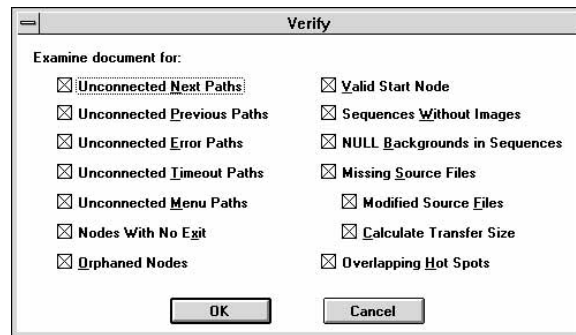 Verify
Examine document for:
Unconnected Next Paths
Unconnected Previous Paths
Unconnected Error Paths
Unconnected Timeout Paths
Unconnected Menu Paths
Nodes With No Exit
Orphaned Nodes
Valid Start Node
Sequences Without Images
NULL Backgrounds in Sequences
Missing Source Files
Modified Source Files
Calculate Transfer Size
Overlapping Hot Spots
OK
Cancel